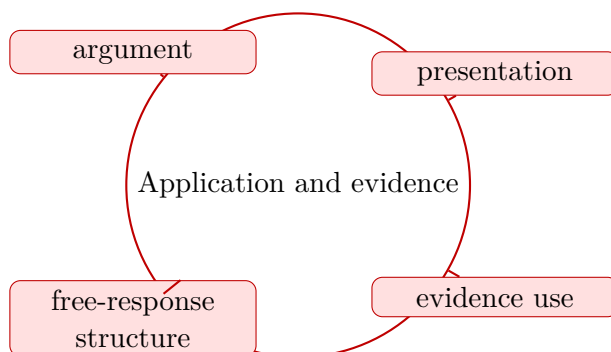 argument
presentation
Application and evidence
free-response
structure
evidence use